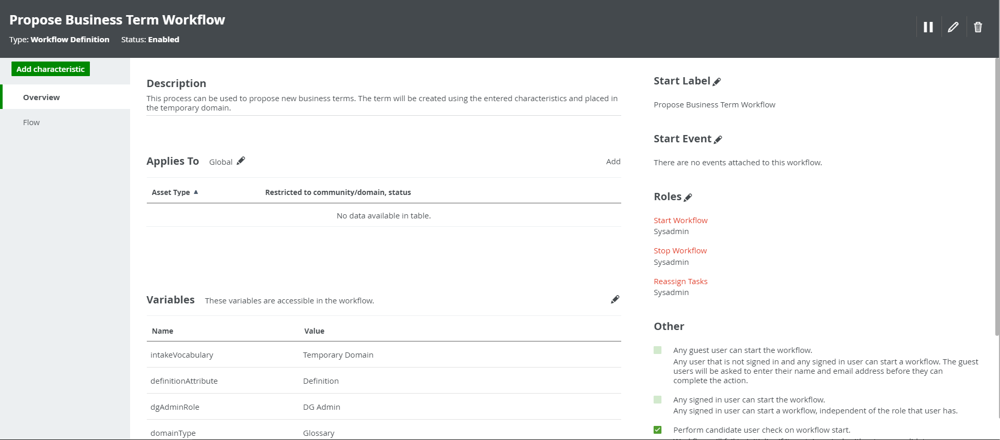 Propose Business Term Workflow
Type: Workflow Definition Status: Enabled
Add characteristic
Overview
Flow
Description
This process can be used to propose new business terms. The term will be created using the entered characteristics and placed in
the temporary domain.
Applies To Global Add
Asset Type Restricted to community/domain, status
No data available in table.
Variables These variables are accessible in the workflow.
Name Value
intakeVocabulary Temporary Domain
definitionAttribute Definition
dgAdminRole DG Admin
domainType Glossary
Start Label
Propose Business Term Workflow
Start Event
There are no events attached to this workflow.
Roles
Start Workflow
Sysadmin
Stop Workflow
Sysadmin
Reassign Tasks
Sysadmin
Other
Any guest user can start the workflow.
Any user that is not signed in and any signed in user can start a workflow. The guest
users will be asked to enter their name and email address before they can
complete the action.
Any signed in user can start the workflow.
Any signed in user can start a workflow, independent of the role that user has.
Perform candidate user check on workflow start.